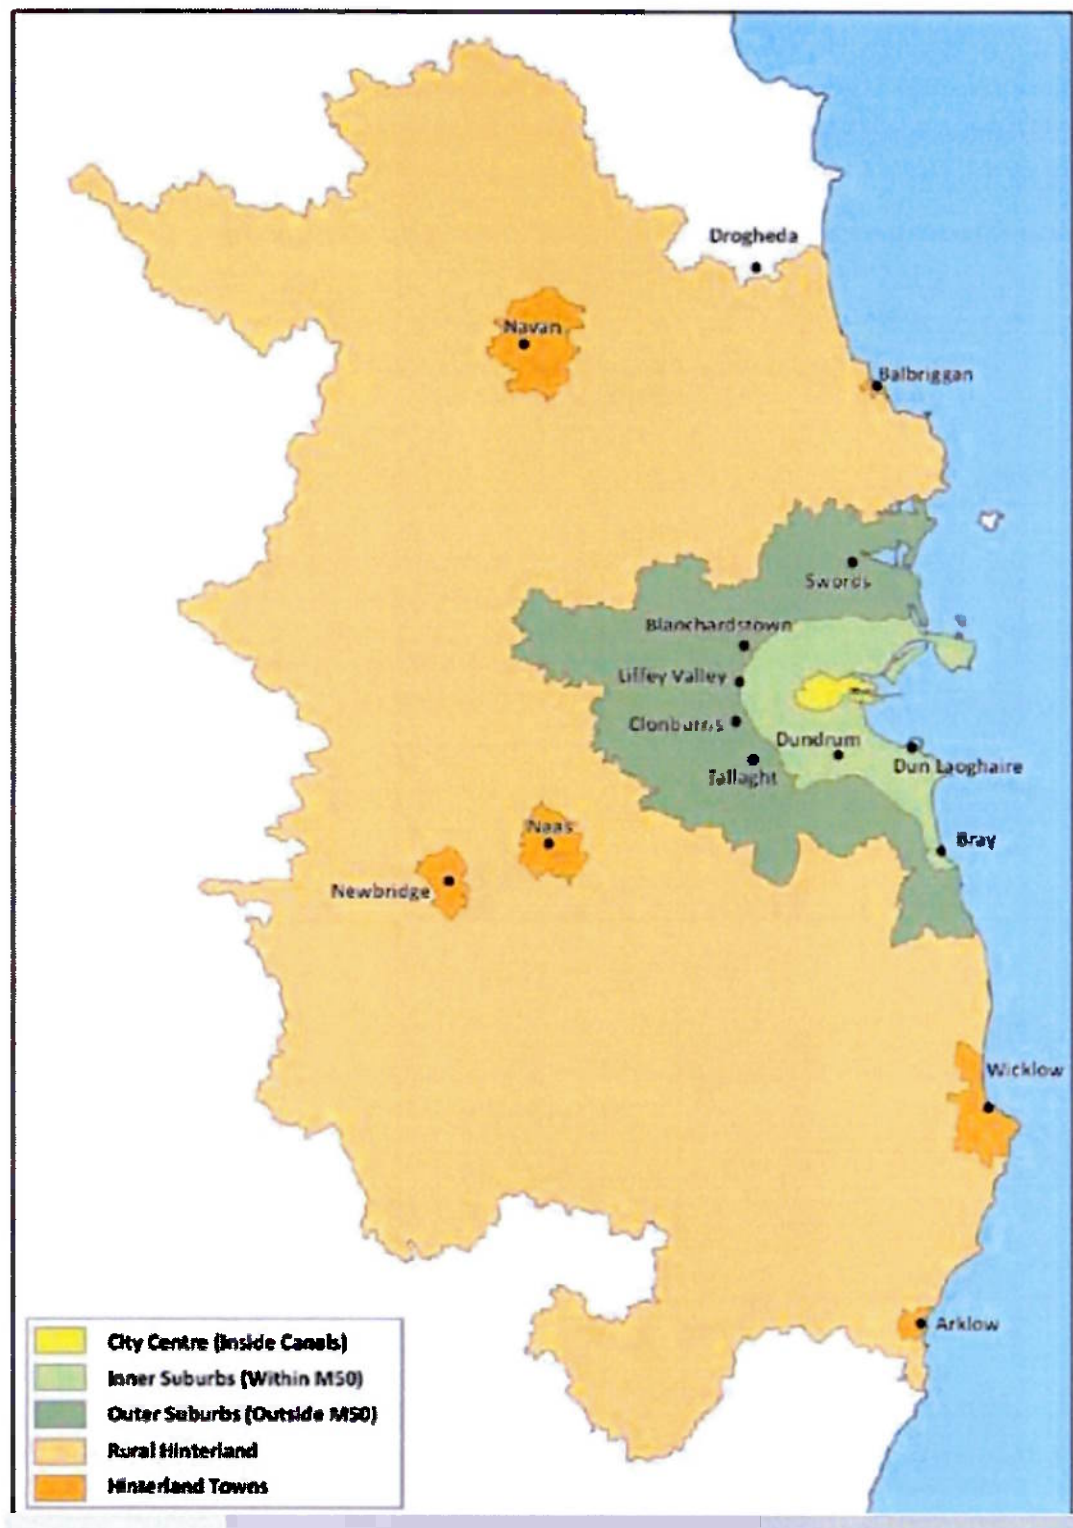 Drogheda
Navan
Balbriggan
Swords
Blanchardstown
Liffey Valley
Clonburris
Dundrum
Tallaght
Dun Laoghaire
Naas
Bray
Newbridge
Wicklow
Arklow
City Centre (Inside Canals)
Inner Suburbs (Within M50)
Outer Suburbs (Outside M50)
Rural Hinterland
Hinterland Towns